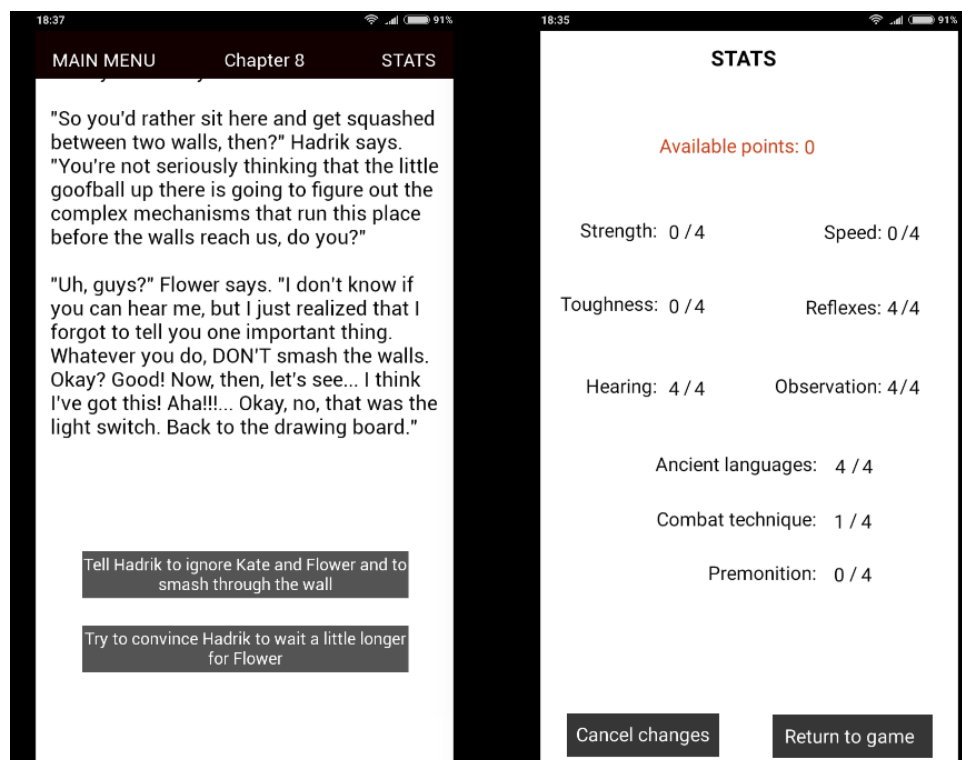 18:37 91%
MAIN MENU Chapter 8 STATS
"So you'd rather sit here and get squashed
between two walls, then?" Hadrik says.
"You're not seriously thinking that the little
goofball up there is going to figure out the
complex mechanisms that run this place
before the walls reach us, do you?"
"Uh, guys?" Flower says. "I don't know if
you can hear me, but I just realized that I
forgot to tell you one important thing.
Whatever you do, DON'T smash the walls.
Okay? Good! Now, then, let's see... I think
I've got this! Aha!!!... Okay, no, that was the
light switch. Back to the drawing board."
Tell Hadrik to ignore Kate and Flower and to
smash through the wall
Try to convince Hadrik to wait a little longer
for Flower
18:35 91%
STATS
Available points: 0
Strength: 0 / 4 Speed: 0 /4
Toughness: 0 / 4 Reflexes: 4 /4
Hearing: 4 / 4 Observation: 4/4
Ancient languages: 4 / 4
Combat technique: 1 / 4
Premonition: 0 / 4
Cancel changes Return to game